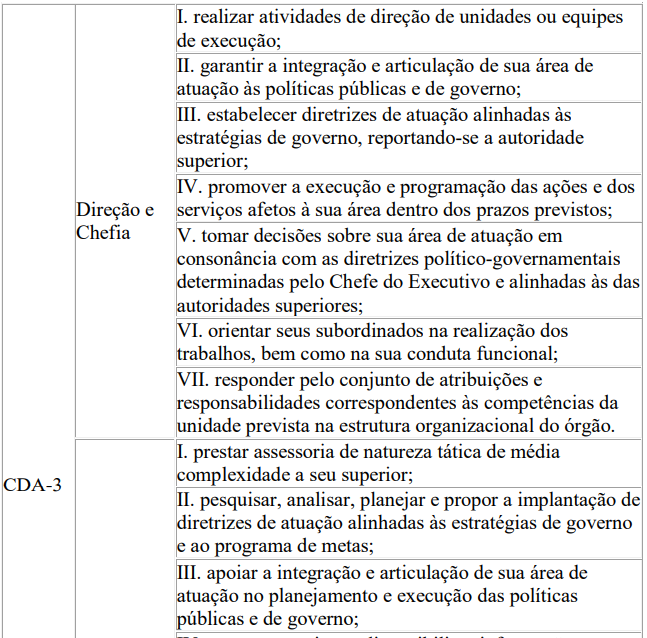 I. realizar atividades de direção de unidades ou equipes
de execução;
II. garantir a integração e articulação de sua área de
atuação às políticas públicas e de governo;
III. estabelecer diretrizes de atuação alinhadas às
estratégias de governo, reportando-se a autoridade
superior;
IV. promover a execução e programação das ações e dos
serviços afetos à sua área dentro dos prazos previstos;
Direção e
Chefia
V. tomar decisões sobre sua área de atuação em
consonância com as diretrizes político-governamentais
determinadas pelo Chefe do Executivo e alinhadas às das
autoridades superiores;
VI. orientar seus subordinados na realização dos
trabalhos, bem como na sua conduta funcional;
VII. responder pelo conjunto de atribuições e
responsabilidades correspondentes às competências da
unidade prevista na estrutura organizacional do órgão.
CDA-3
I. prestar assessoria de natureza tática de média
complexidade a seu superior;
II. pesquisar, analisar, planejar e propor a implantação de
diretrizes de atuação alinhadas às estratégias de governo
e ao programa de metas;
III. apoiar a integração e articulação de sua área de
atuação no planejamento e execução das políticas
públicas e de governo;